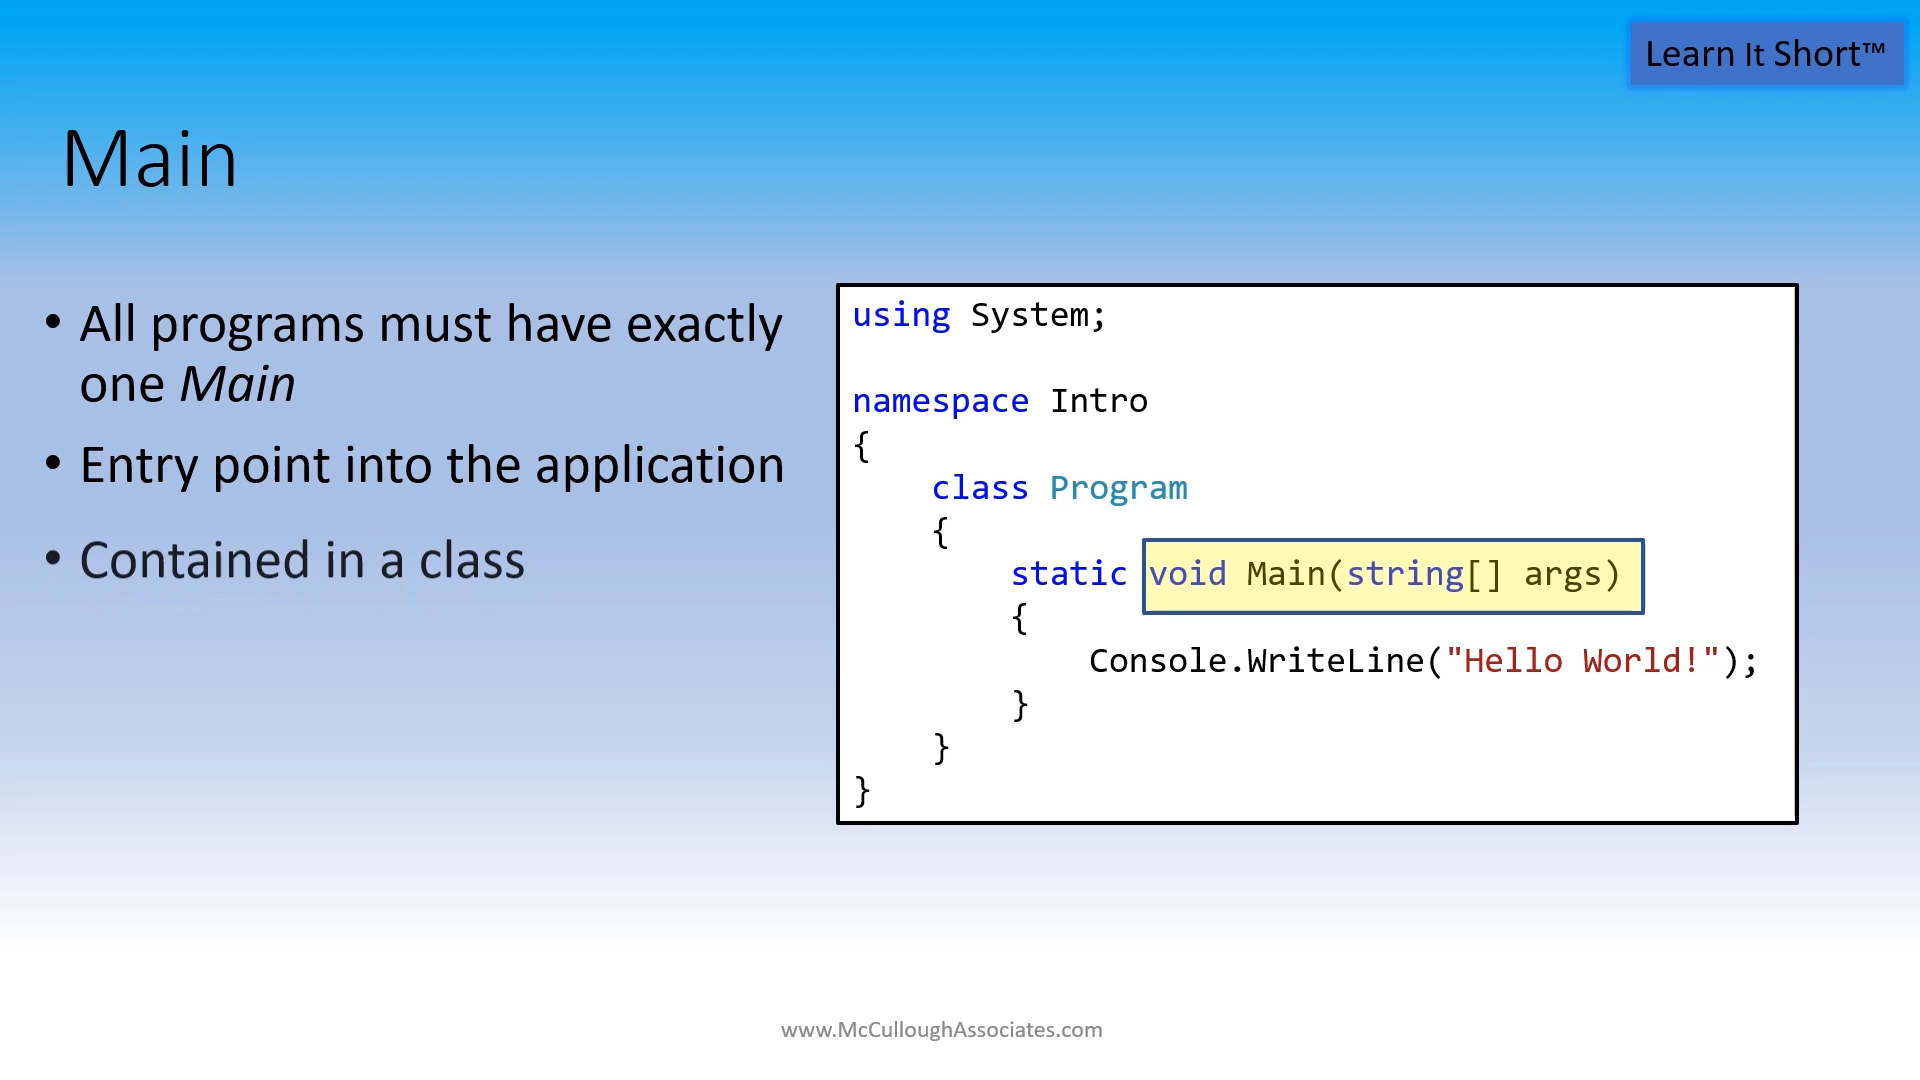 Learn It Short™
Main
• All programs must have exactly
one Main
• Entry point into the application
• Contained in a class
using System;
namespace Intro
{
    class Program
    {
        static void Main(string[] args)
        {
            Console.WriteLine("Hello World!");
        }
    }
}
www.McCulloughAssociates.com